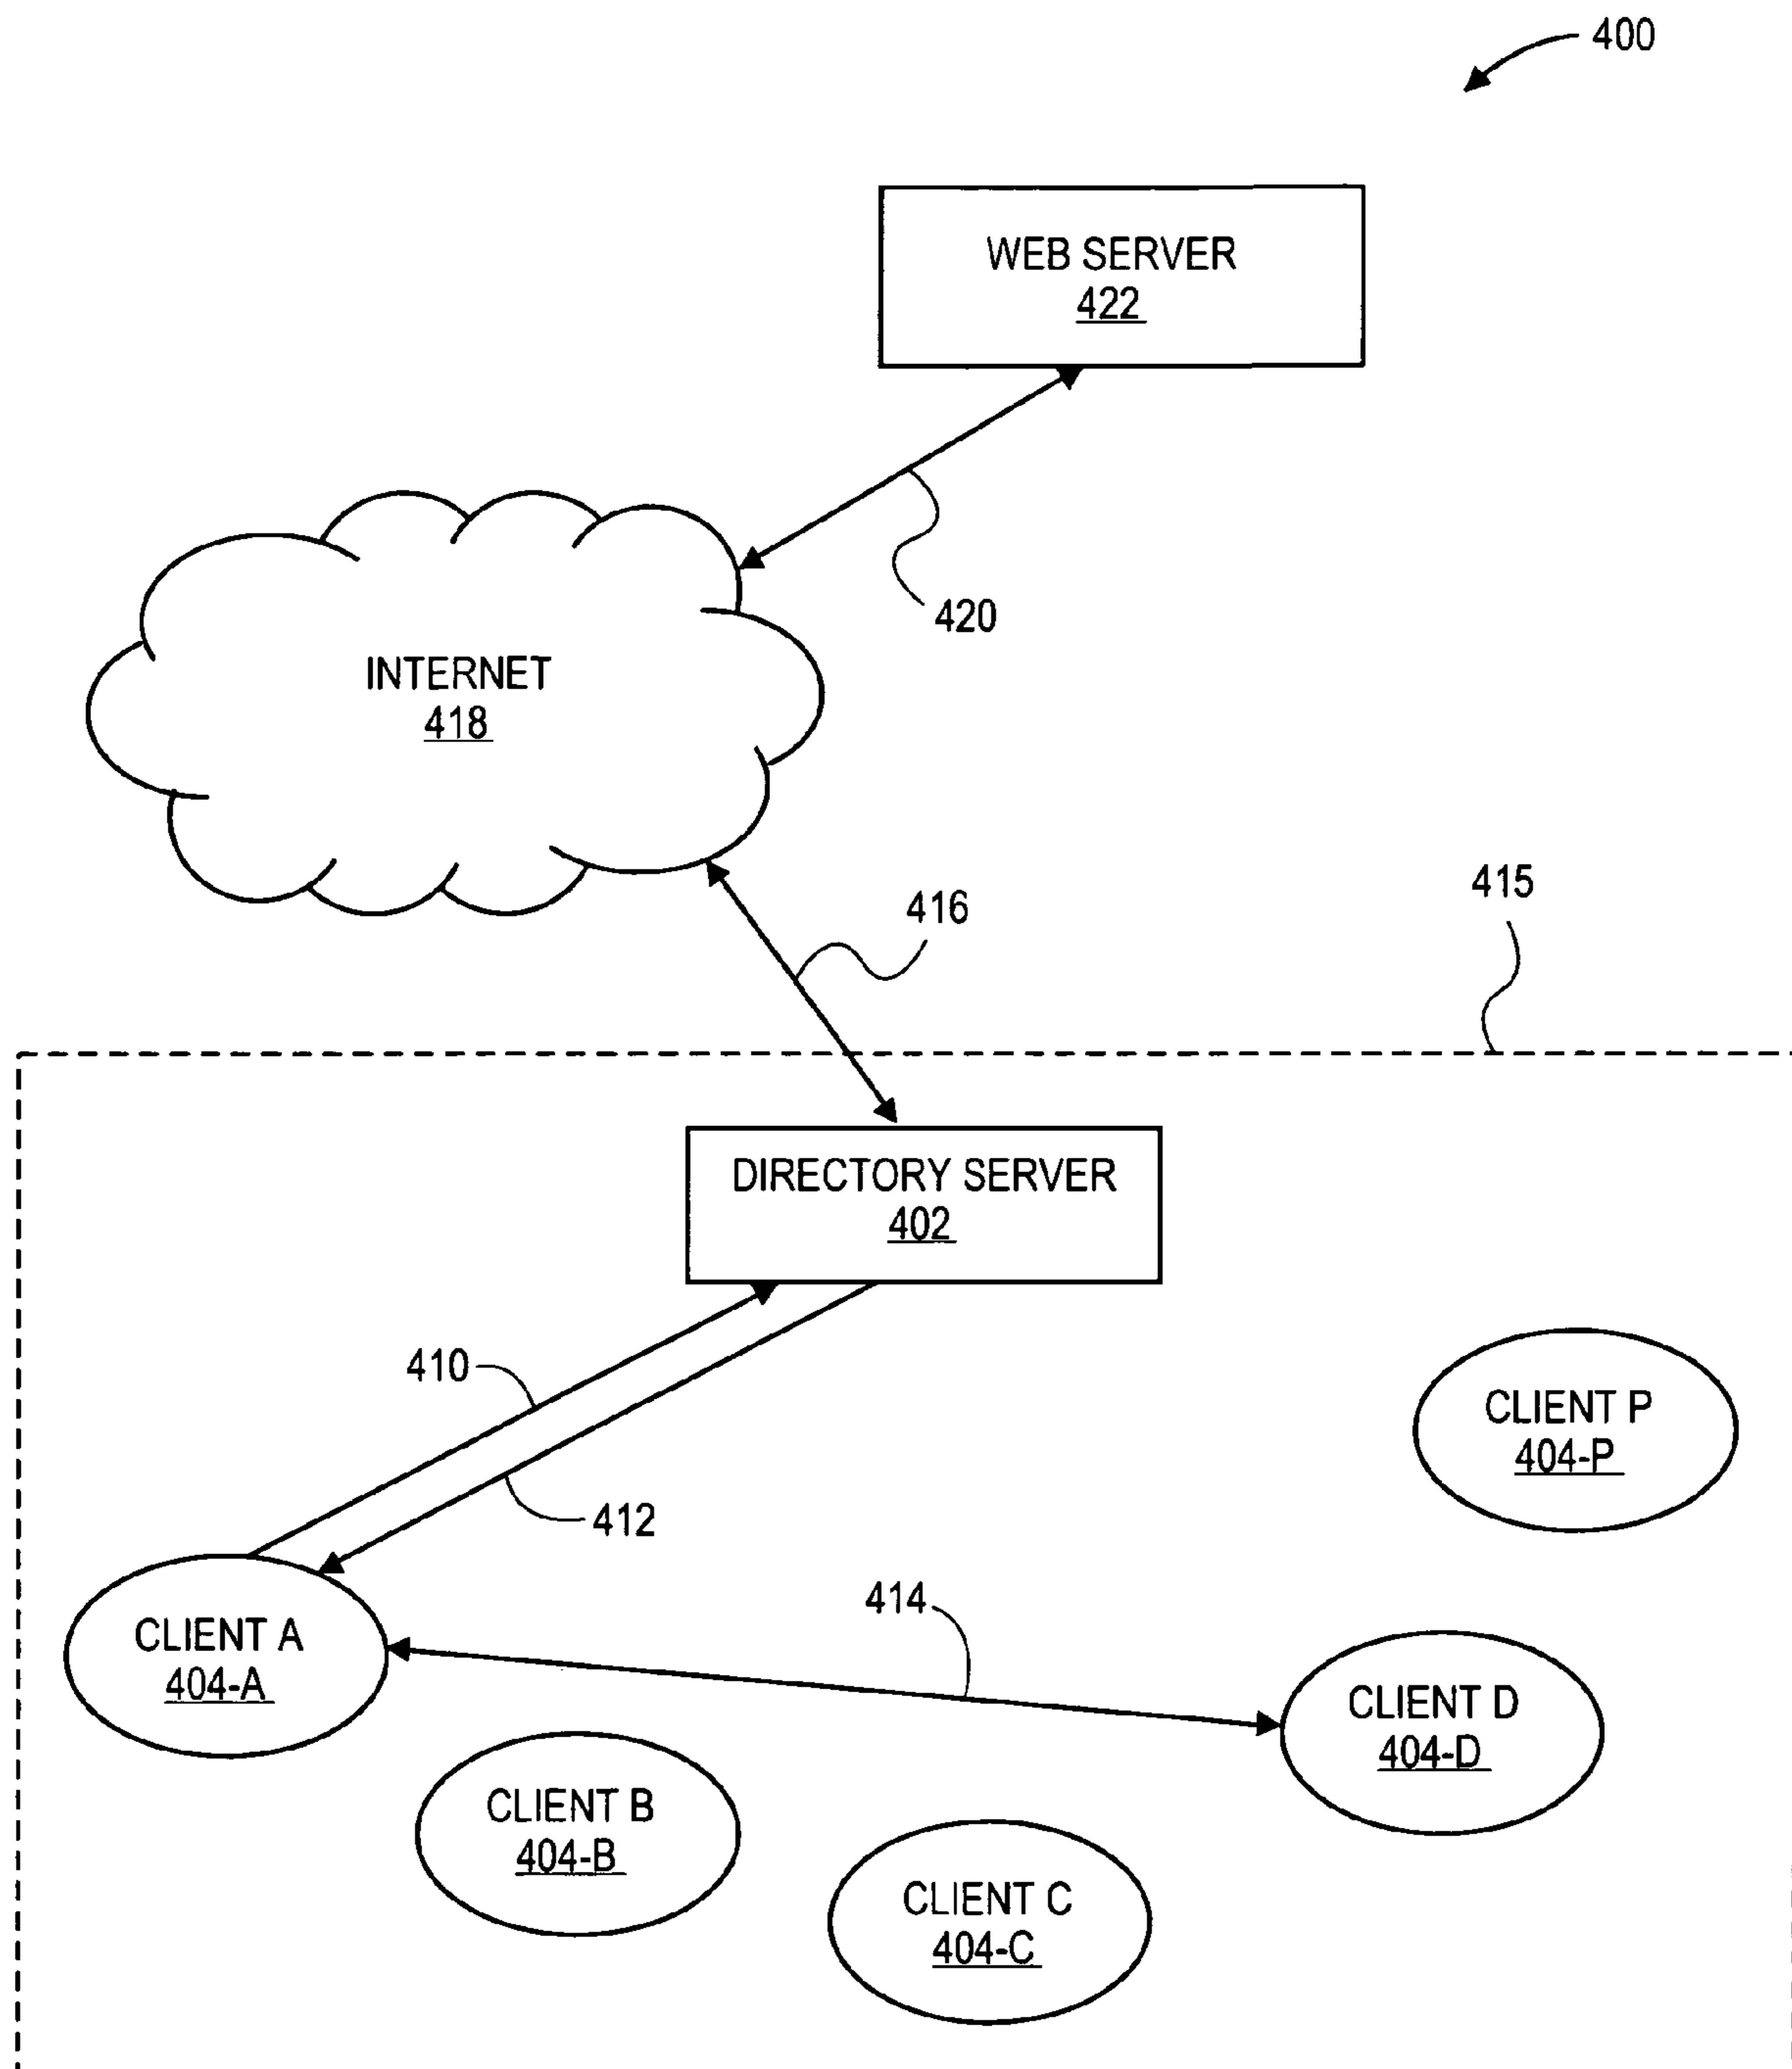 400
WEB SERVER
422
420
INTERNET
418
416
415
DIRECTORY SERVER
402
410
412
CLIENT P
404-P
414
CLIENT A
404-A
CLIENT D
404-D
CLIENT B
404-B
CLIENT C
404-C